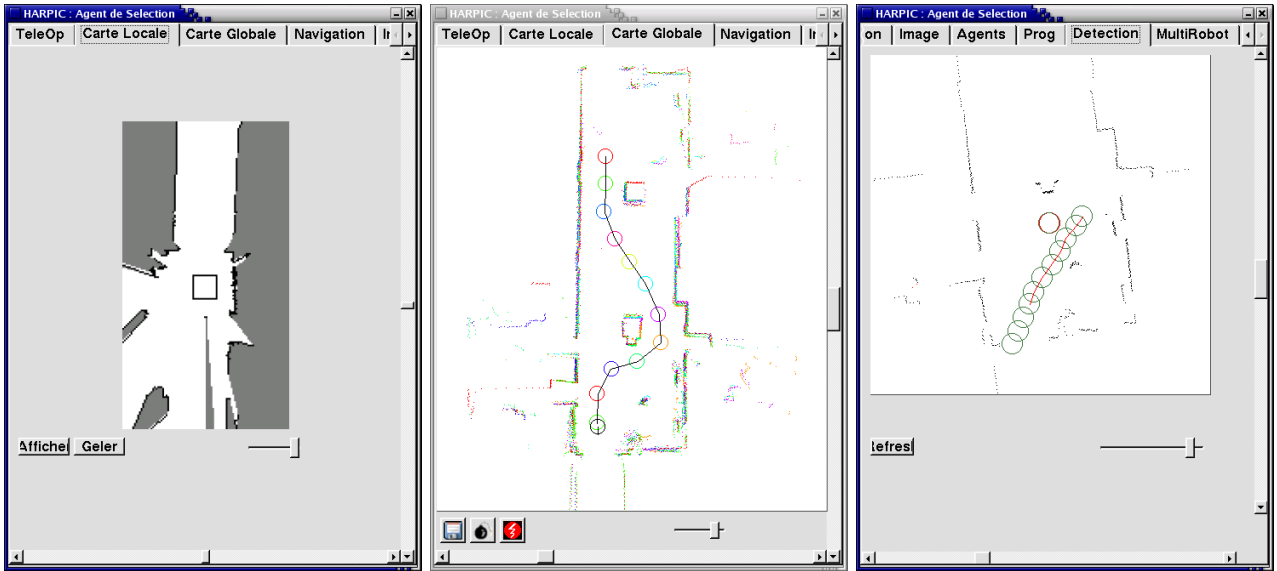 HARPIC : Agent de Selection
TeleOp Carte Locale Carte Globale Navigation
Geler
HARPIC : Agent de Selection
TeleOp Carte Locale Carte Globale Navigation
HARPIC : Agent de Selection
on Image Agents Prog Detection MultiRobot